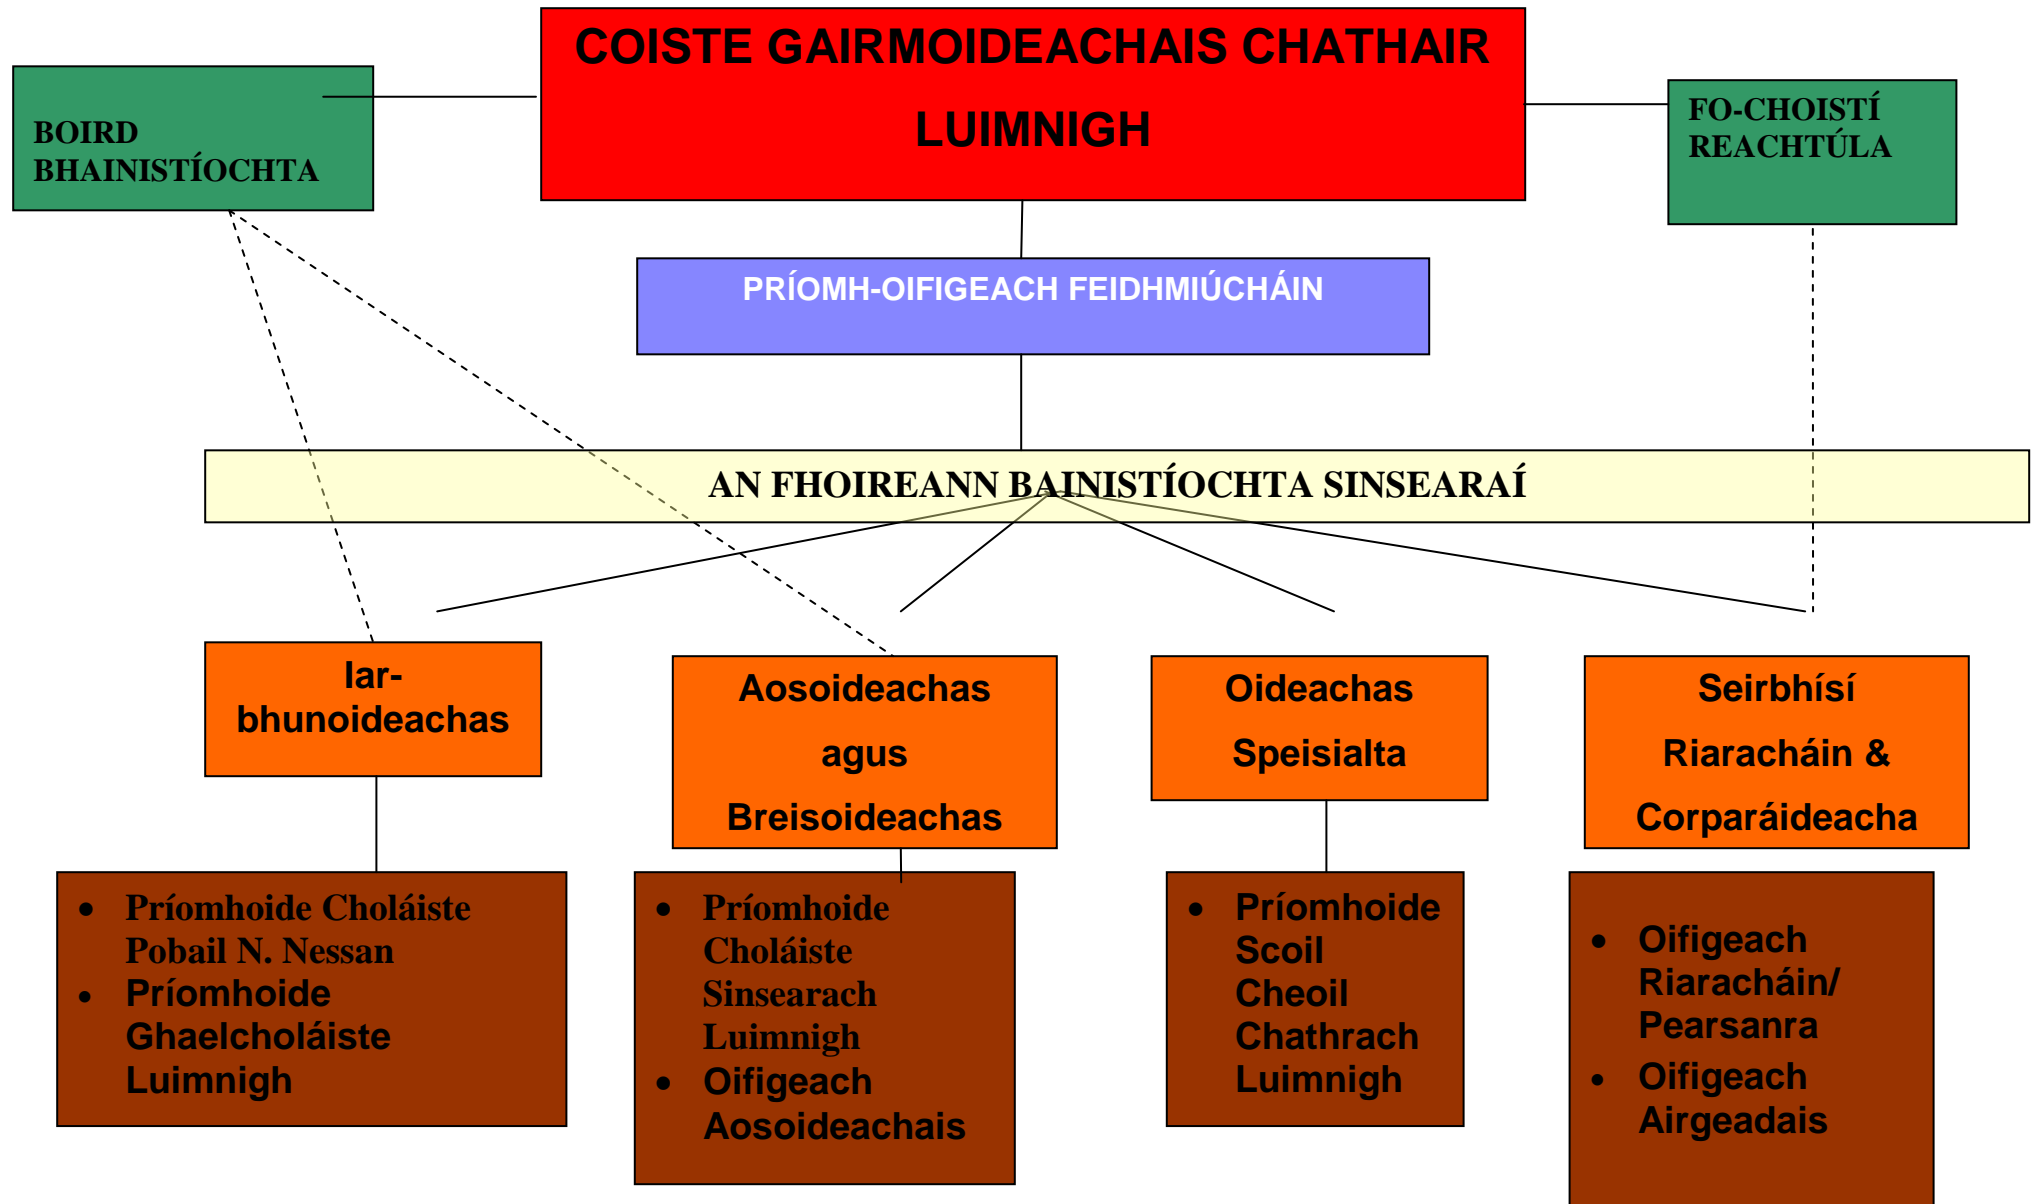 COISTE GAIRMOIDEACHAIS CHATHAIR
LUIMNIGH
BOIRD
BHAINISTÍOCHTA
FO-CHOISTÍ
REACHTÚLA
PRÍOMH-OIFIGEACH FEIDHMIÚCHÁIN
AN FHOIREANN BAINISTÍOCHTA SINSEARAÍ
Iar-
bhunoideachas
Aosoideachas
agus
Breisoideachas
Oideachas
Speisialta
Seirbhísí
Riaracháin &
Corparáideacha
• Príomhoide Choláiste
Pobail N. Nessan
• Príomhoide
Ghaelcholáiste
Luimnigh
• Príomhoide
Choláiste
Sinsearach
Luimnigh
• Oifigeach
Aosoideachais
• Príomhoide
Scoil
Cheoil
Chathrach
Luimnigh
• Oifigeach
Riaracháin/
Pearsanra
• Oifigeach
Airgeadais